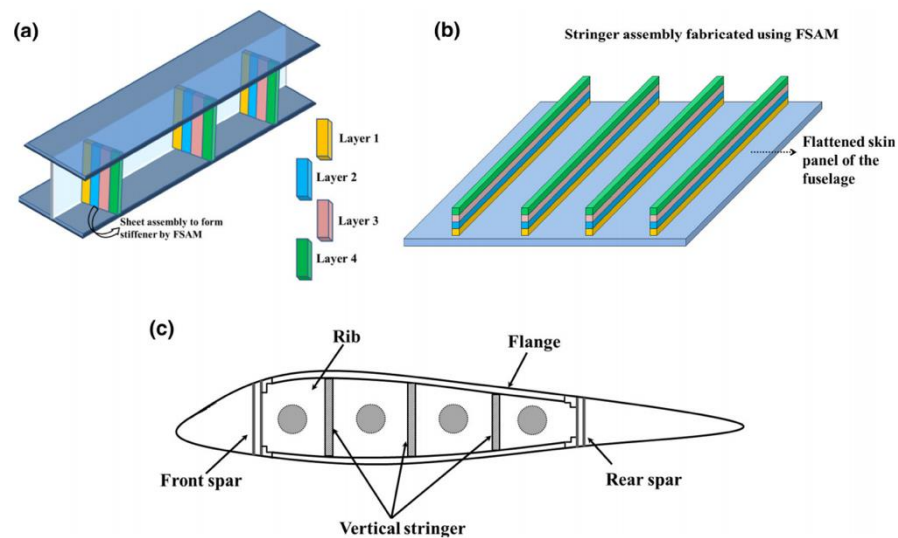 (a)
Layer 1
Layer 2
Layer 3
Layer 4
Sheet assembly to form
stiffener by FSAM
(b)
Stringer assembly fabricated using FSAM
Flattened skin
panel of the
fuselage
(c)
Rib
Flange
Front spar
Rear spar
Vertical stringer